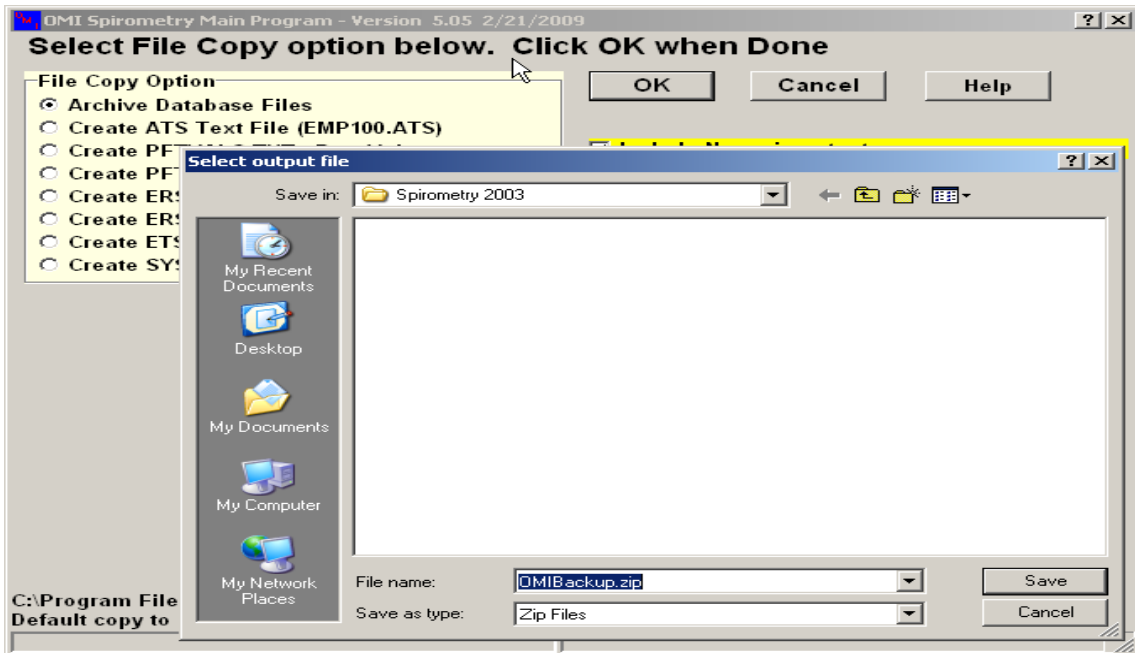 OMI Spirometry Main Program - Version 5.05 2/21/2009
Select File Copy option below. Click OK when Done
File Copy Option
Archive Database Files
Create ATS Text File (EMP100.ATS)
Create
Create
Create
Create
Create
Create
OK Cancel Help
Select output file
Save in: Spirometry 2003
My Recent
Documents
Desktop
My Documents
My Computer
My Network
Places
File name: OMIBackup.zip Save
Save as type: Zip Files Cancel
C:\Program File
Default copy to